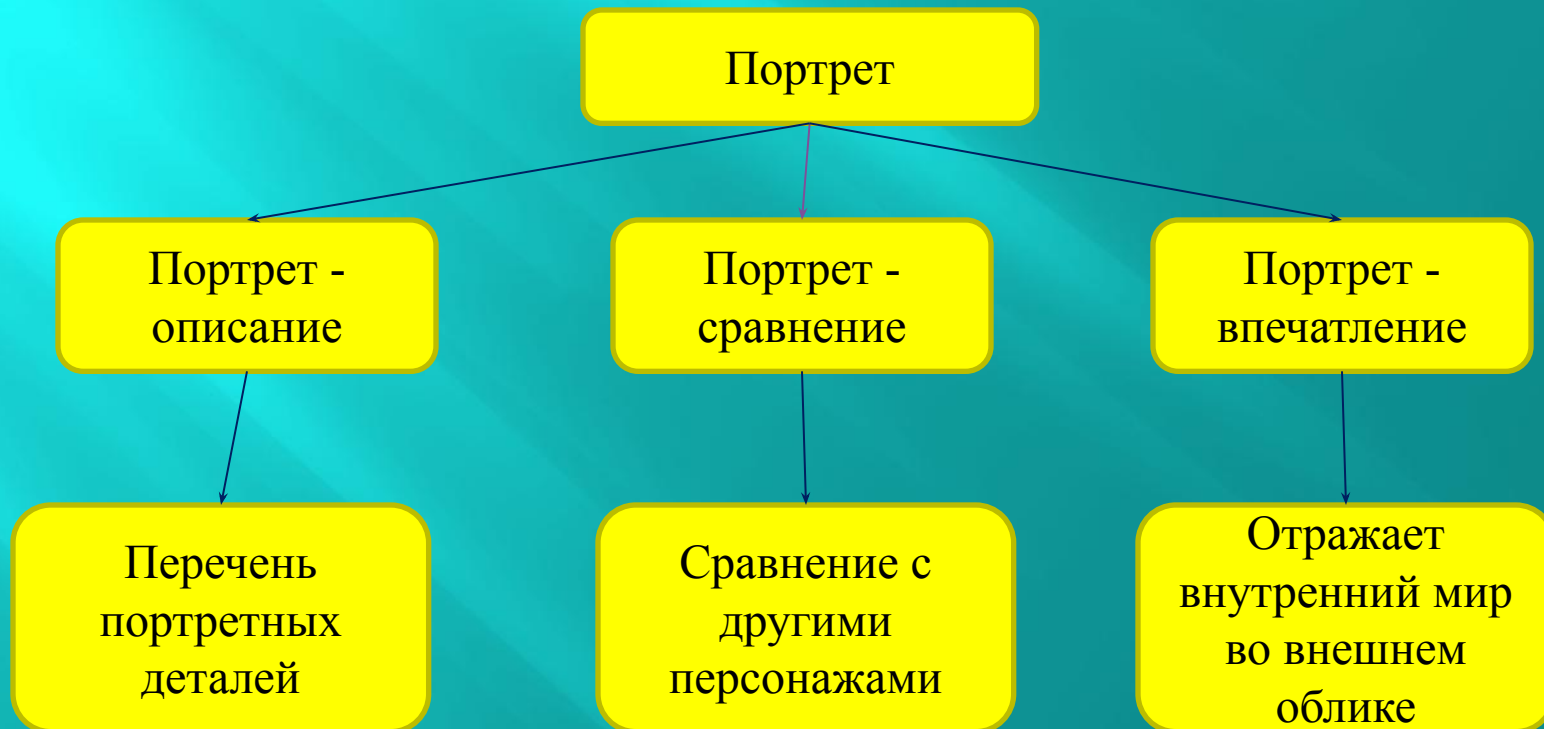 Портрет
Портрет -
описание
Портрет -
сравнение
Портрет -
впечатление
Перечень
портретных
деталей
Сравнение с
другими
персонажами
Отражает
внутренний мир
во внешнем
облике